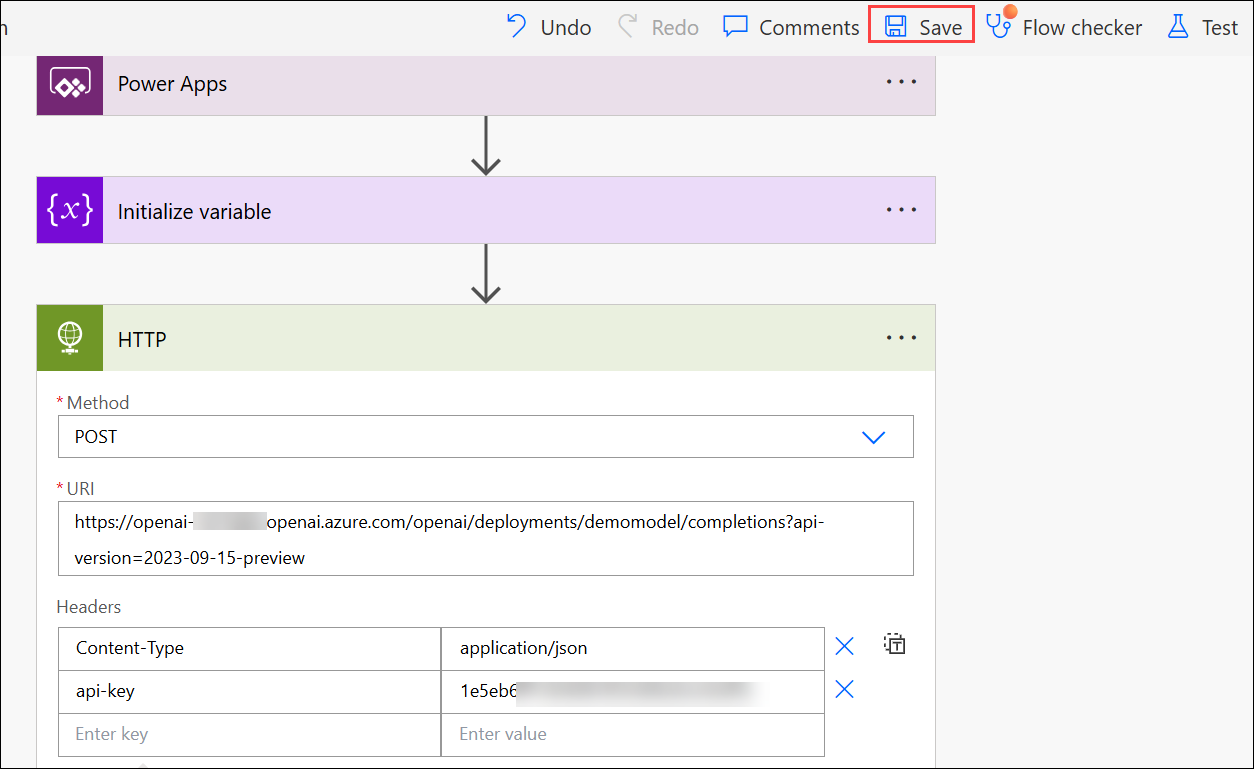 n
Undo Redo Comments Save Flow checker Test
Power Apps
{x} Initialize variable
HTTP
* Method
POST
* URI
https://openai- openai.azure.com/openai/deployments/demomodel/completions?api-
version=2023-09-15-preview
Headers
Content-Type application/json
api-key 1e5eb6
Enter key Enter value